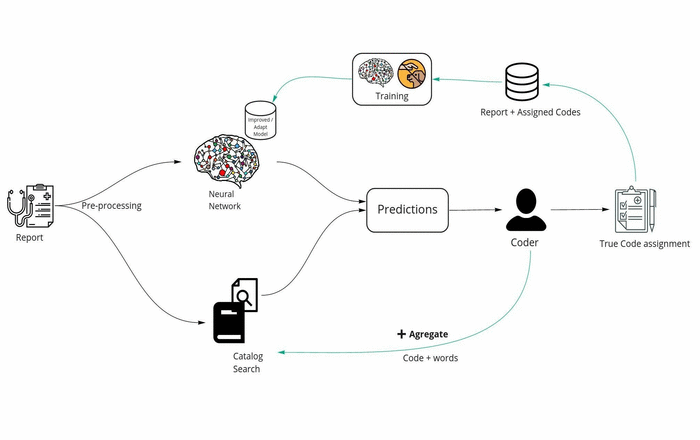 Training
Improved /
Adapt
Model
Report + Assigned Codes
Neural
Network
Pre-processing
Report
Predictions
Coder
True Code assignment
+ Agregate
Code + words
Catalog
Search